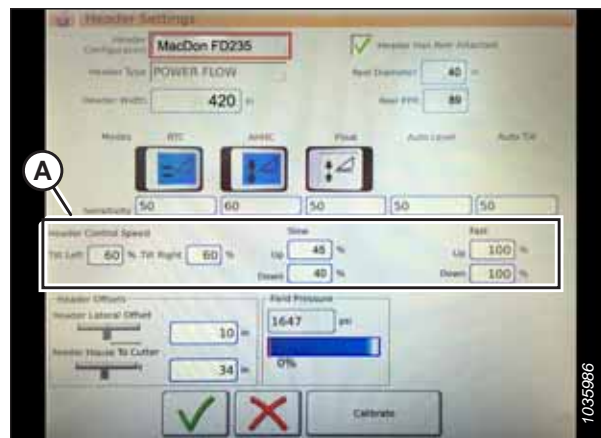 Header Settings
Header Configuration MacDon FD235
Header Has Reel Attached
Header Type POWER FLOW
Reel Diameter 40 in
Header Width 420 in
Reel PPR 89
Modes RTC AHHC Float Auto Level Auto Tilt
Sensitivity 50 60 50 50 50
A
Header Control Speed
Slow
Fast
Tilt Left 60 % Tilt Right 60 %
Up 45 %
Up 100 %
Down 40 %
Down 100 %
Header Offsets
Field Pressure
Header Lateral Offset
10 in
1647 psi
Feeder House To Cutter
34 in
0%
Calibrate
1035986